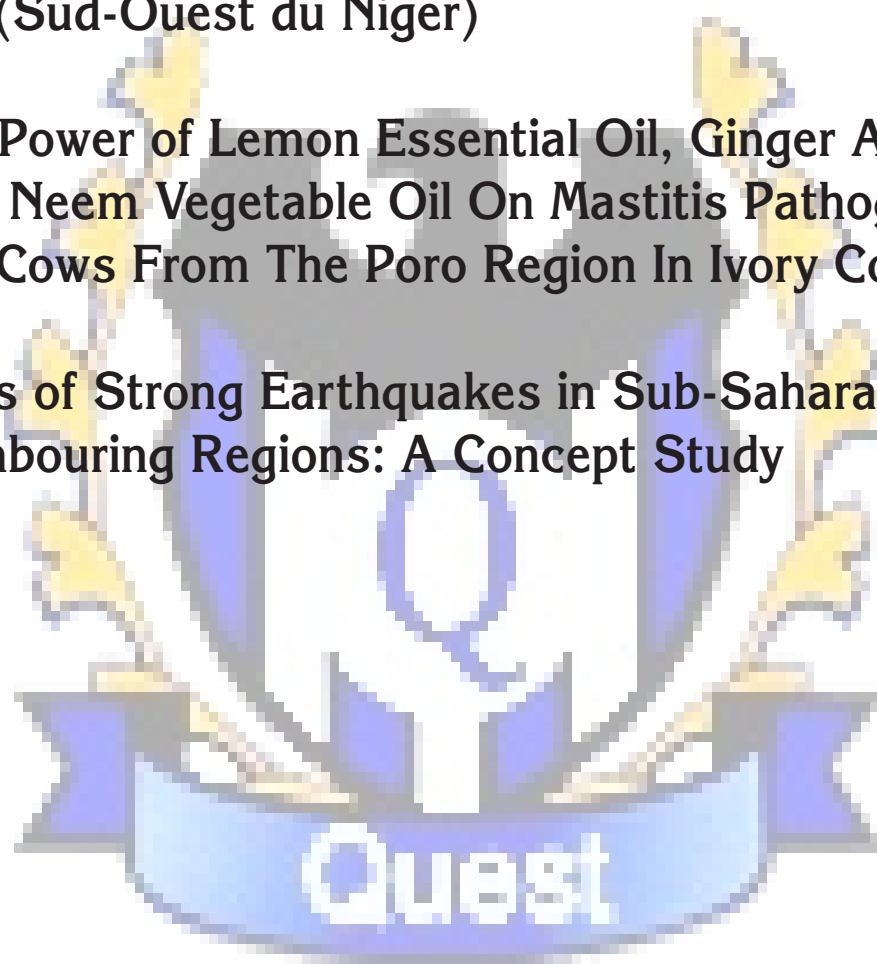 (Sud-Ouest du Niger)
Power of Lemon Essential Oil, Ginger A
Neem Vegetable Oil On Mastitis Pathog
Cows From The Poro Region In Ivory Co
s of Strong Earthquakes in Sub-Sahara
bouring Regions: A Concept Study
Q
Quest